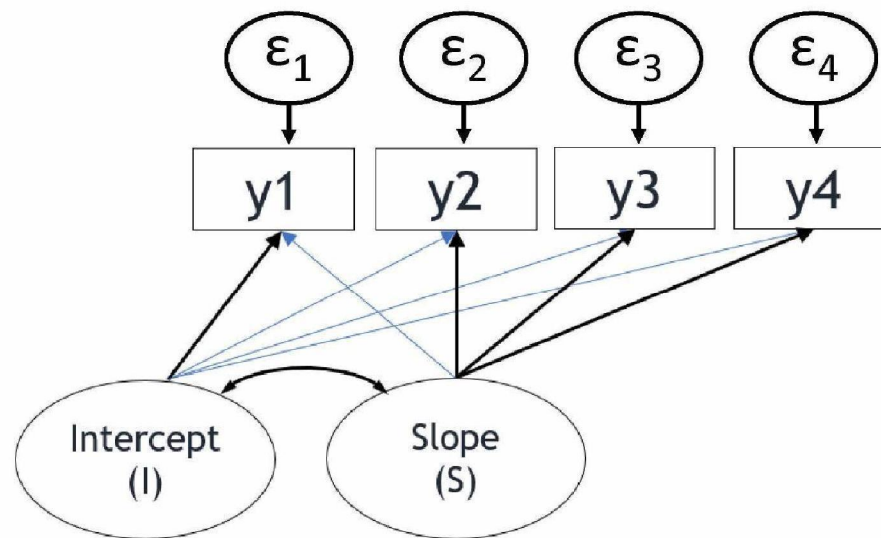 ε1 ε2 ε3 ε4
y1 y2 y3 y4
Intercept
(I)
Slope
(S)